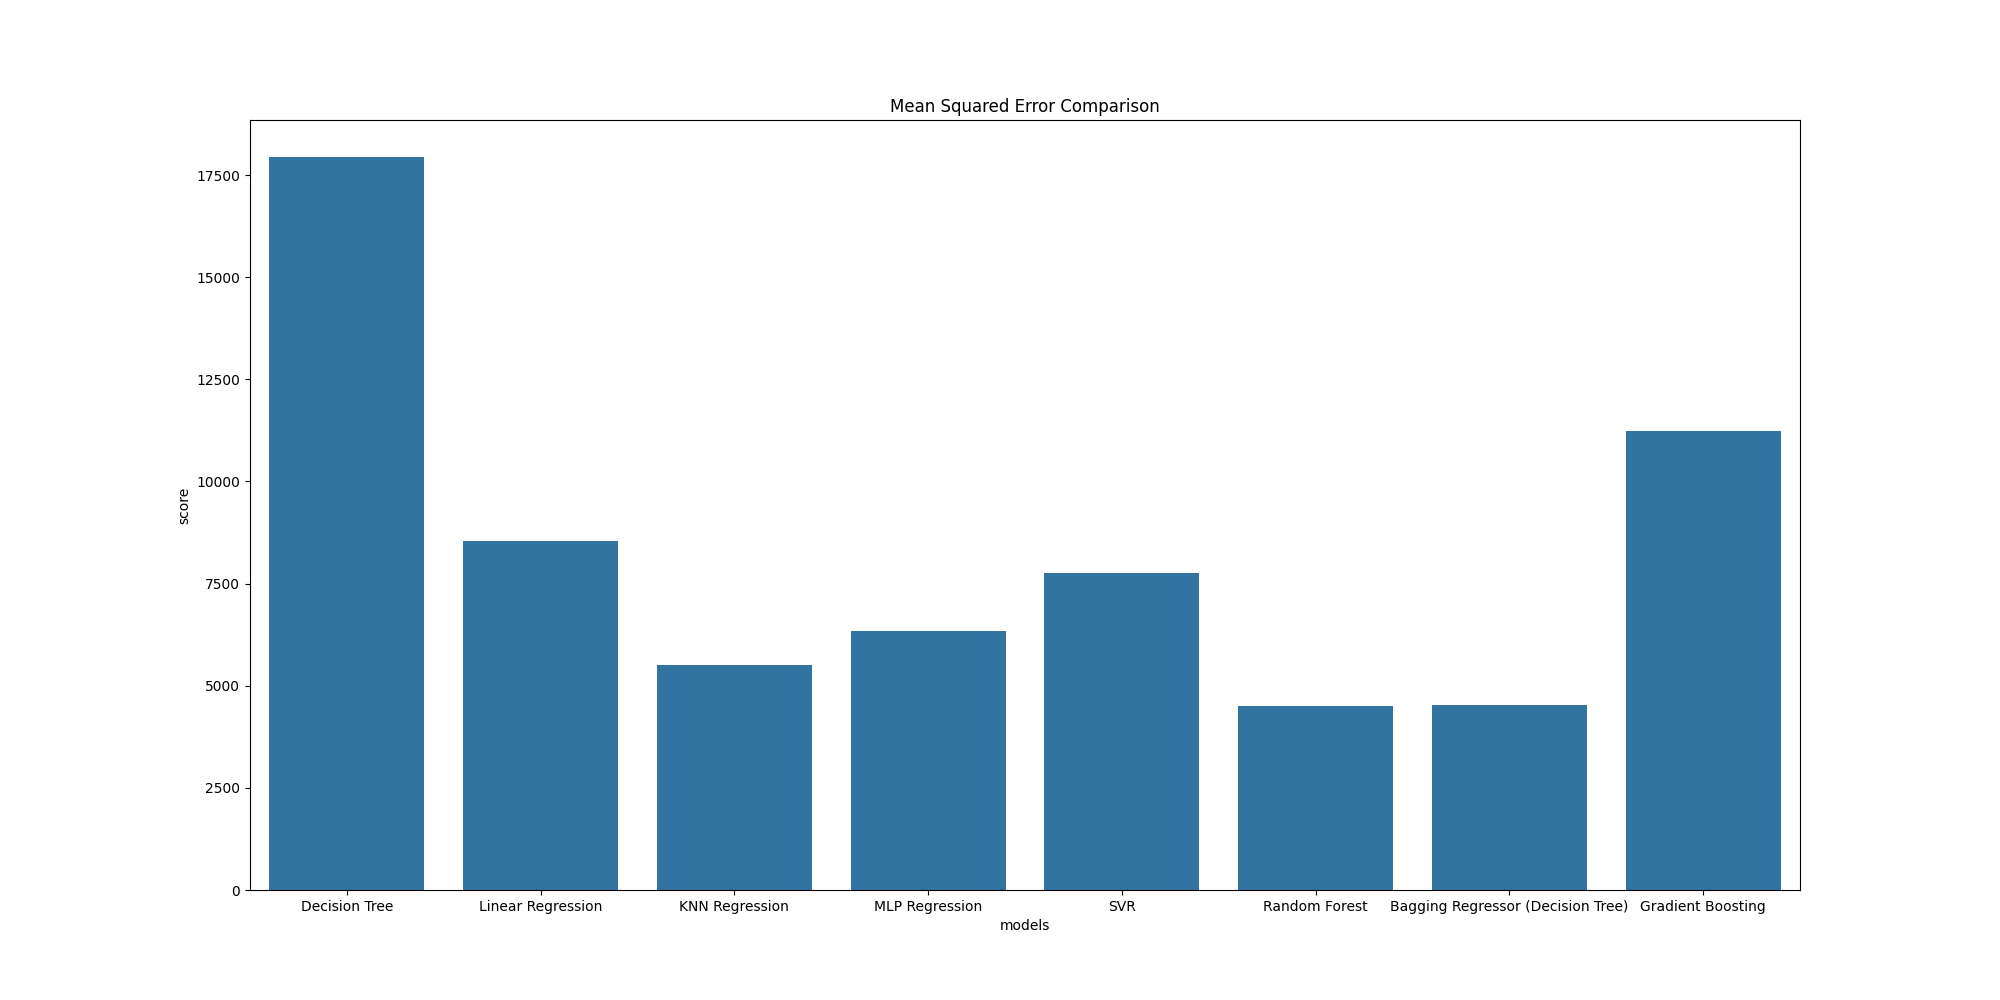 Mean Squared Error Comparison
17500
15000
12500
10000
7500
5000
2500
0
score
Decision Tree Linear Regression KNN Regression MLP Regression SVR Random Forest Bagging Regressor (Decision Tree) Gradient Boosting
models